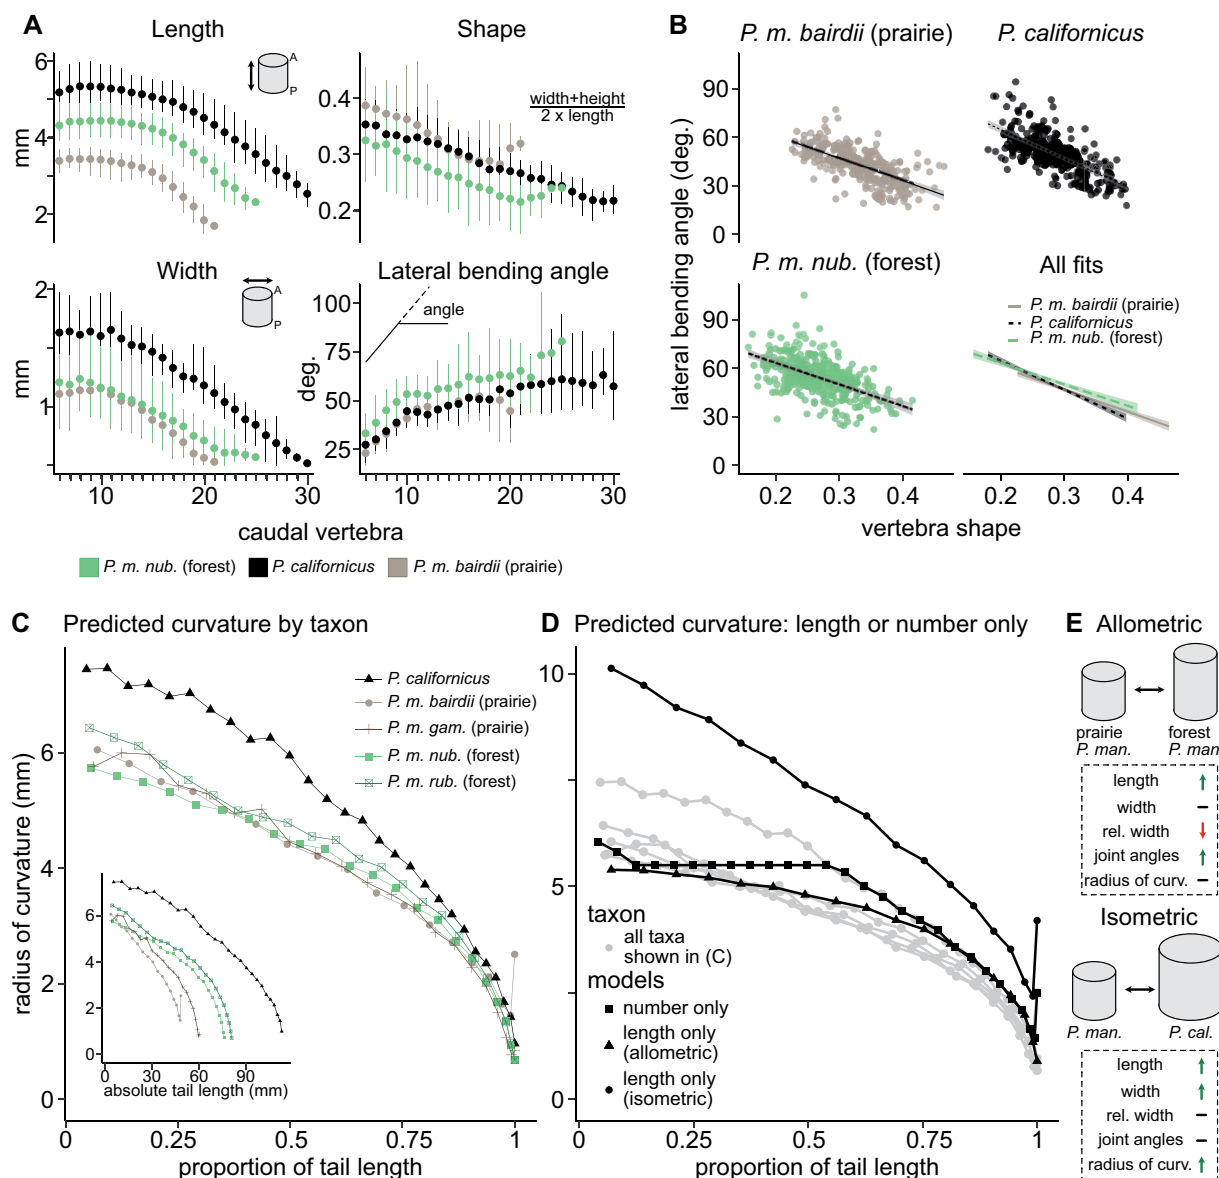 A
Length
Shape
6
4
2
mm
A
P
0.4
0.3
0.2
width+height
2 x length
Width
Lateral bending angle
2
1
mm
A
P
100
75
50
25
deg.
angle
10
20
30
10
20
30
caudal vertebra
P. m. nub. (forest)
P. californicus
P. m. bairdii (prairie)
B
P. m. bairdii (prairie)
P. californicus
90
60
30
0
P. m. nub. (forest)
All fits
90
60
30
0
lateral bending angle (deg.)
P. m. bairdii (prairie)
P. californicus
P. m. nub. (forest)
0.2
0.3
0.4
0.2
0.3
0.4
vertebra shape
C
Predicted curvature by taxon
P. californicus
P. m. bairdii (prairie)
P. m. gam. (prairie)
P. m. nub. (forest)
P. m. rub. (forest)
6
4
2
0
radius of curvature (mm)
6
4
2
0
0
30
60
90
absolute tail length (mm)
0
0.25
0.5
0.75
1
proportion of tail length
D
Predicted curvature: length or number only
10
7.5
5
2.5
0
taxon
all taxa
shown in (C)
models
number only
length only
(allometric)
length only
(isometric)
0
0.25
0.5
0.75
1
proportion of tail length
E
Allometric
prairie
P. man.
forest
P. man
length
width
rel. width
joint angles
radius of curv.
Isometric
P. man.
P. cal.
length
width
rel. width
joint angles
radius of curv.